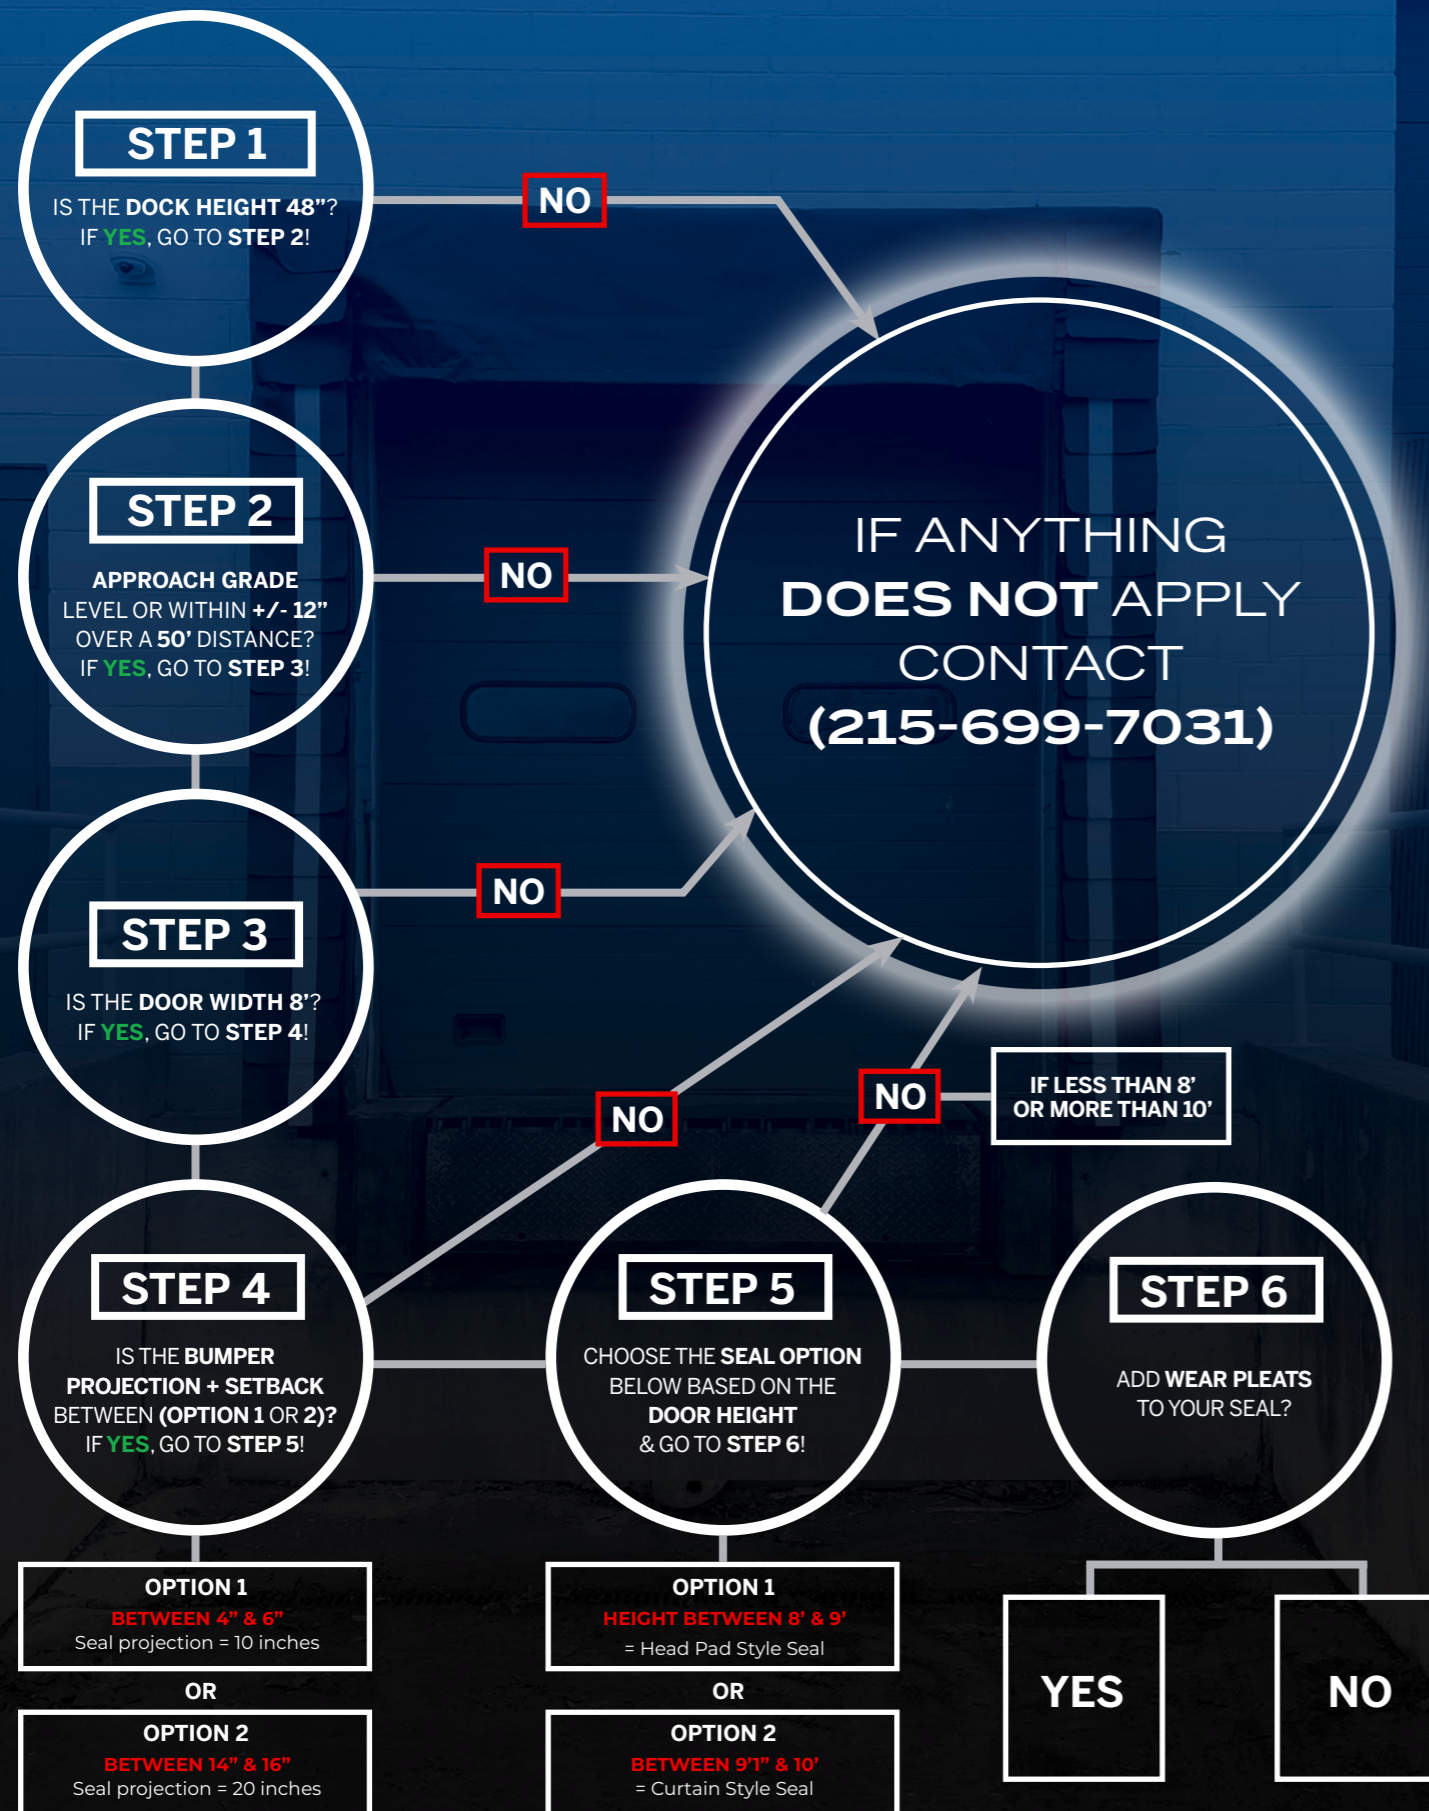 STEP 1
IS THE DOCK HEIGHT 48”?
IF YES, GO TO STEP 2!
NO
STEP 2
APPROACH GRADE
LEVEL OR WITHIN +/- 12”
OVER A 50’ DISTANCE?
IF YES, GO TO STEP 3!
NO
IF ANYTHING
DOES NOT APPLY
CONTACT
(215-699-7031)
STEP 3
IS THE DOOR WIDTH 8’?
IF YES, GO TO STEP 4!
NO
STEP 4
IS THE BUMPER
PROJECTION + SETBACK
BETWEEN (OPTION 1 OR 2)?
IF YES, GO TO STEP 5!
NO
OPTION 1
BETWEEN 4” & 6”
Seal projection = 10 inches
OR
OPTION 2
BETWEEN 14” & 16”
Seal projection = 20 inches
STEP 5
CHOOSE THE SEAL OPTION
BELOW BASED ON THE
DOOR HEIGHT
& GO TO STEP 6!
NO
IF LESS THAN 8’
OR MORE THAN 10’
OPTION 1
HEIGHT BETWEEN 8’ & 9’
= Head Pad Style Seal
OR
OPTION 2
BETWEEN 9’1” & 10’
= Curtain Style Seal
STEP 6
ADD WEAR PLEATS
TO YOUR SEAL?
YES
NO